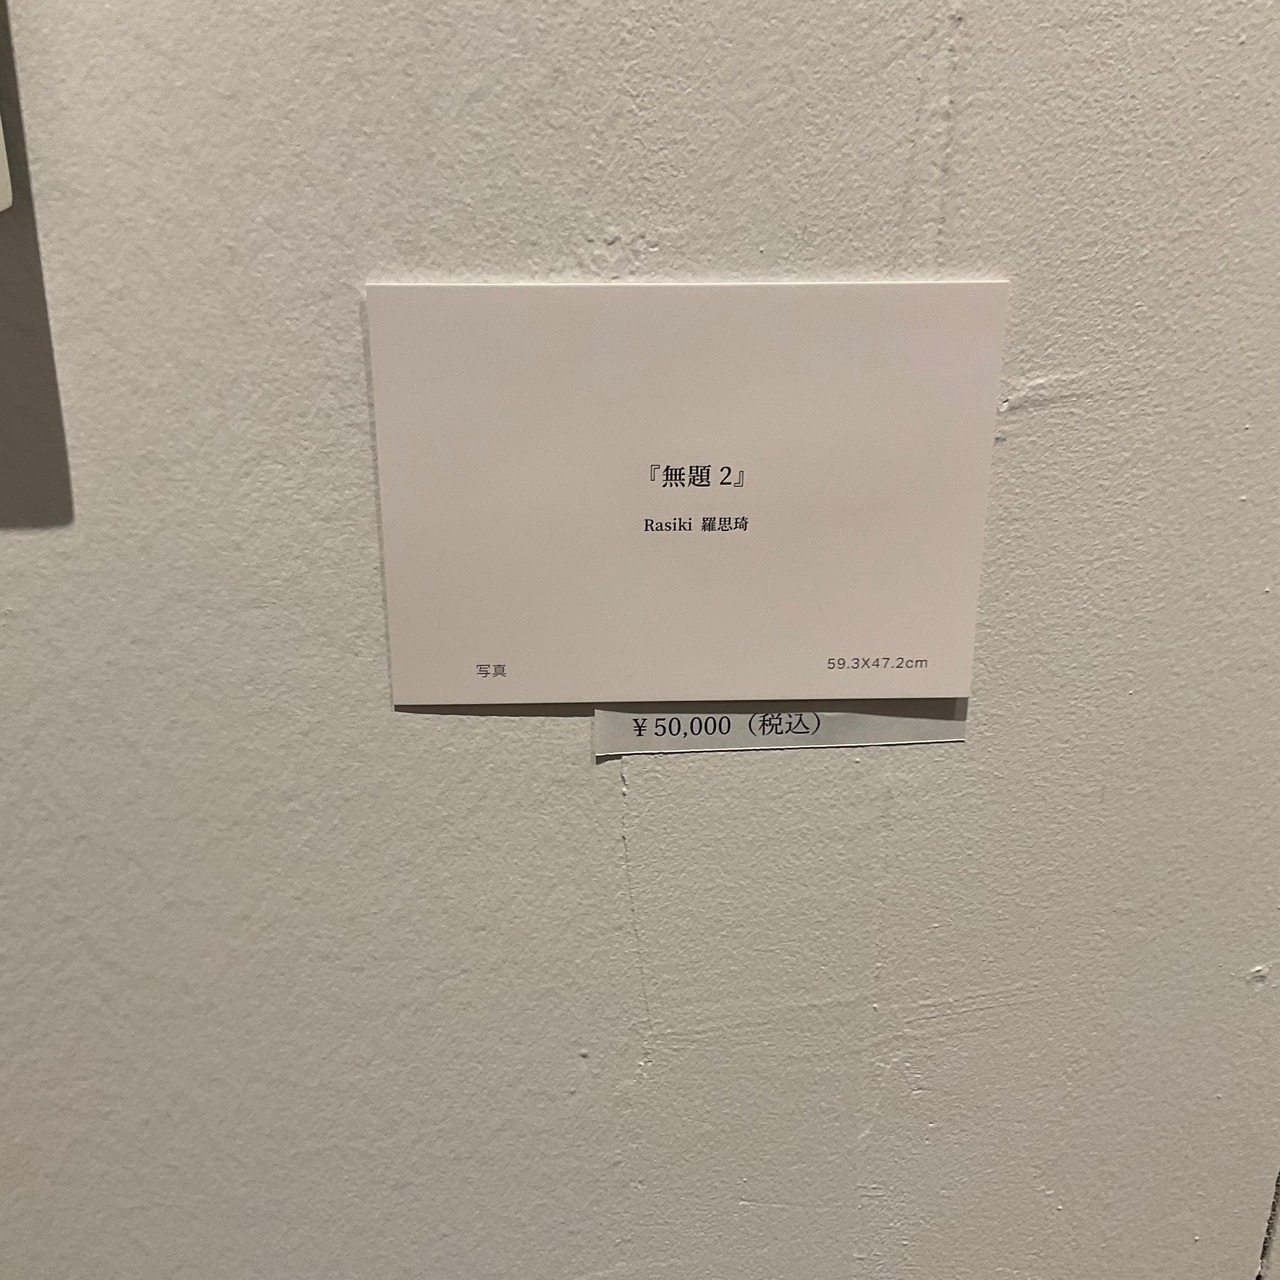 『無題 2』
Rasiki 羅思琦
写真
59.3X47.2cm
¥ 50,000（税込）